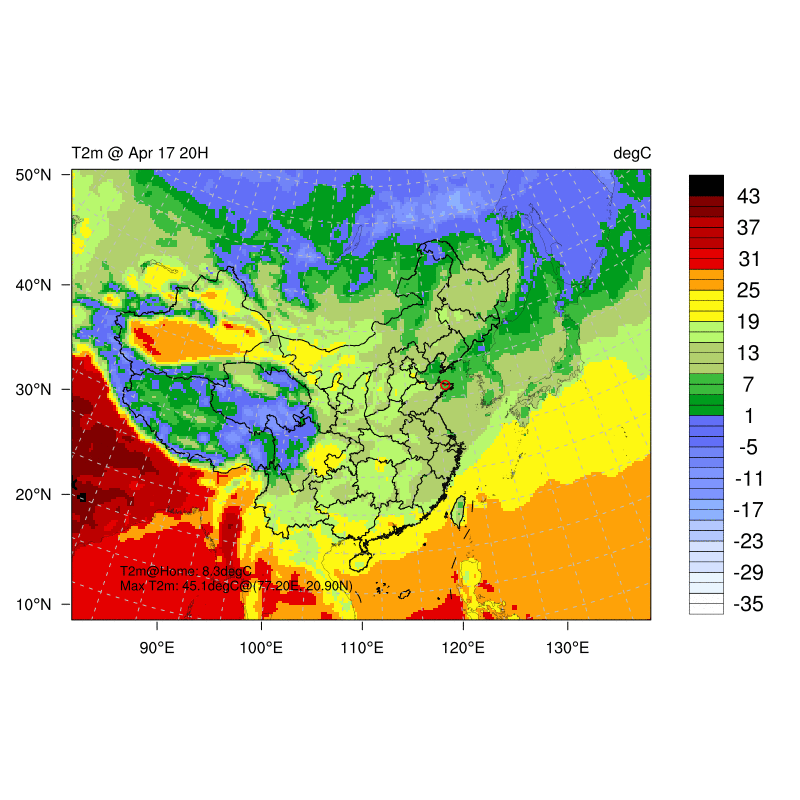 T2m @ Apr 17 20H
degC
50°N
40°N
30°N
20°N
10°N
90°E
100°E
110°E
120°E
130°E
T2m@Home: 8.3degC
Max T2m: 45.1degC@(77.20E, 20.90N)
43
37
31
25
19
13
7
1
-5
-11
-17
-23
-29
-35